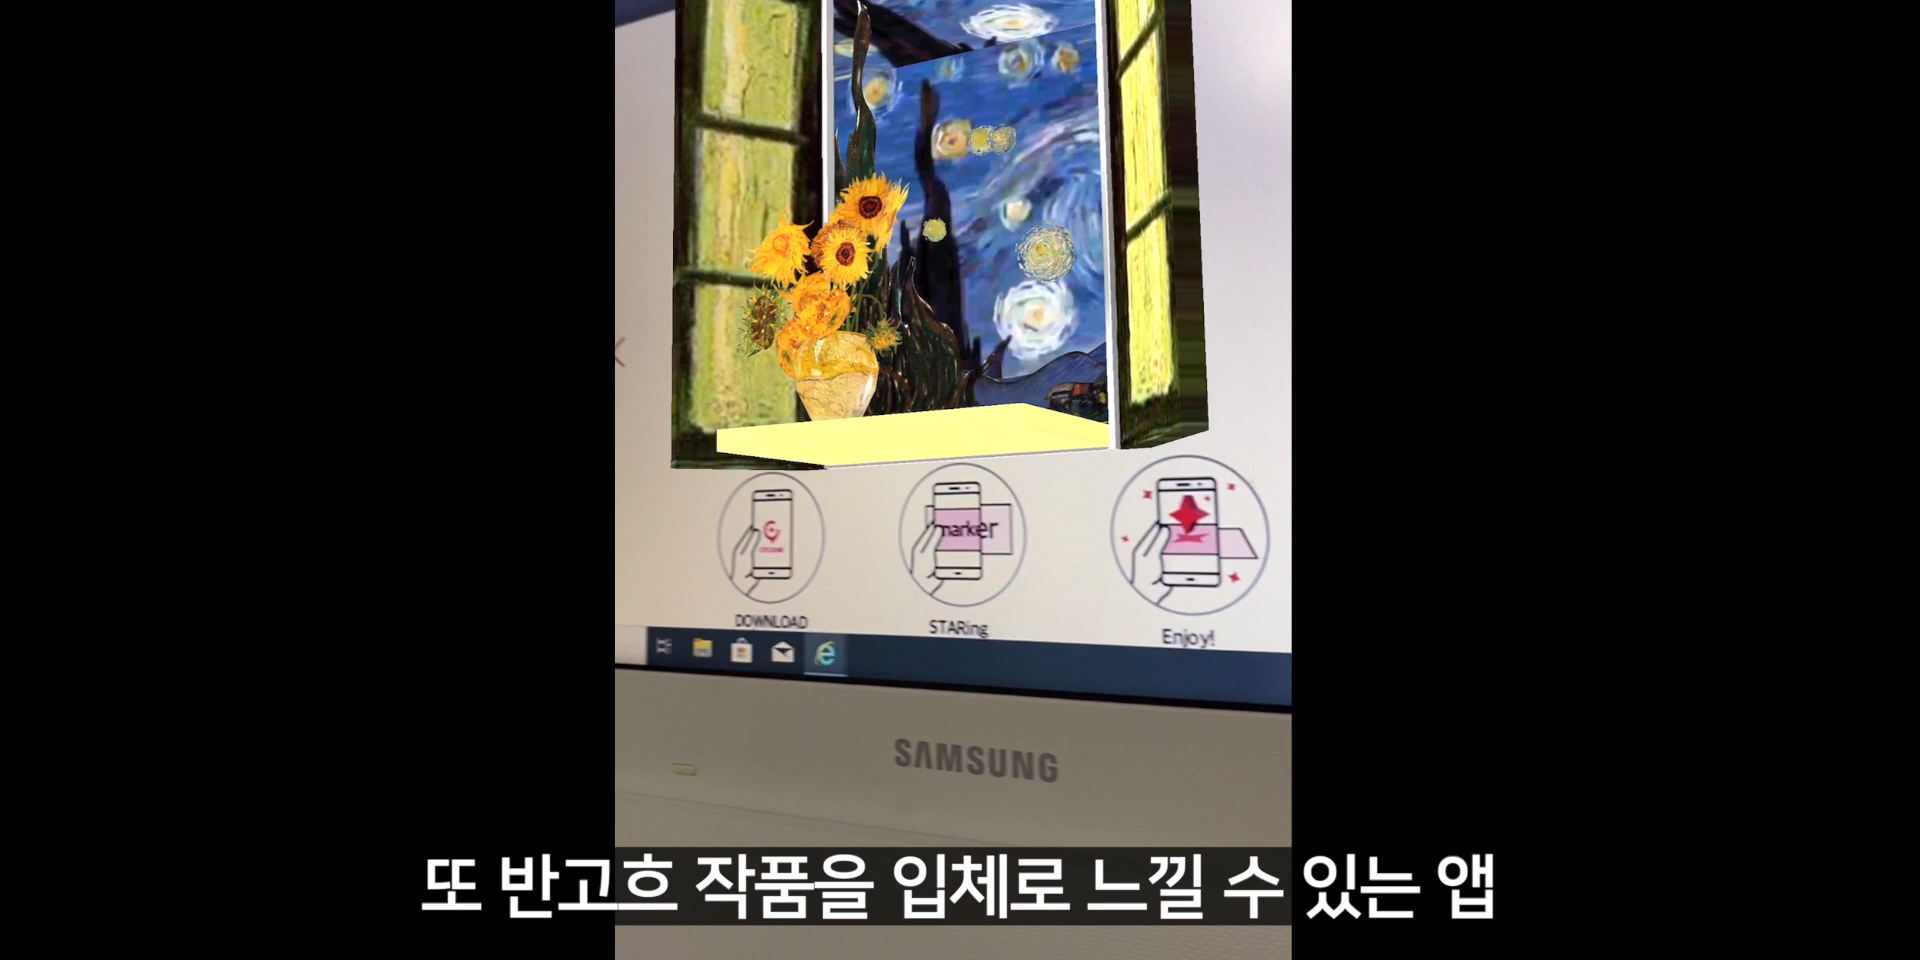 marker
DOWNLOAD
STARing
Enjoy!
SAMSUNG
또 반고흐 작품을 입체로 느낄 수 있는 앱